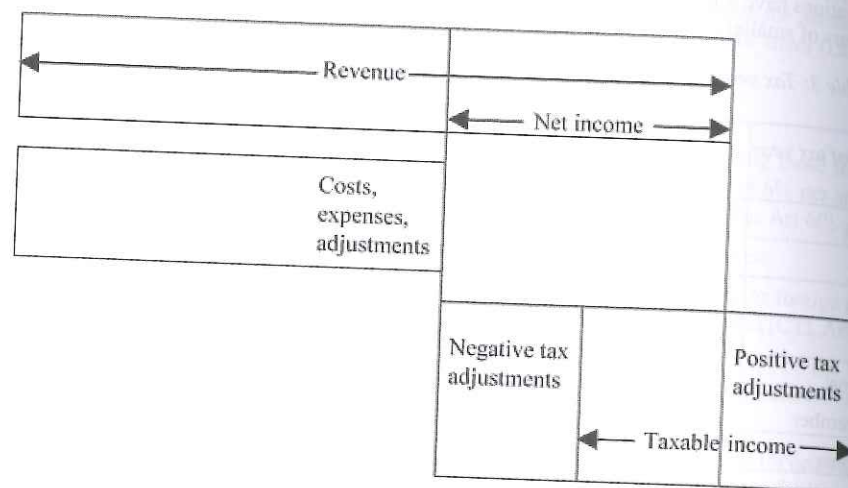 Revenue
Net income
Costs,
expenses,
adjustments
Negative tax
adjustments
Positive tax
adjustments
Taxable income